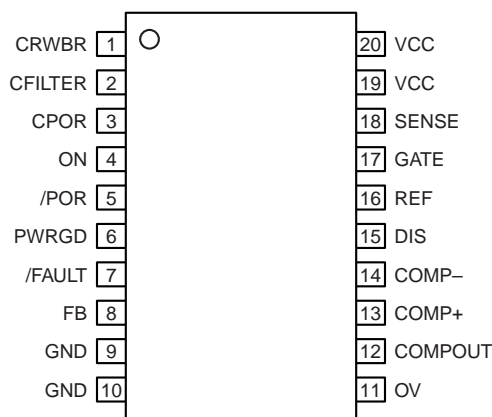 CRWBR 1 20 VCC
CFILTER 2 19 VCC
CPOR 3 18 SENSE
ON 4 17 GATE
/POR 5 16 REF
PWRGD 6 15 DIS
/FAULT 7 14 COMP–
FB 8 13 COMP+
GND 9 12 COMPOUT
GND 10 11 OV